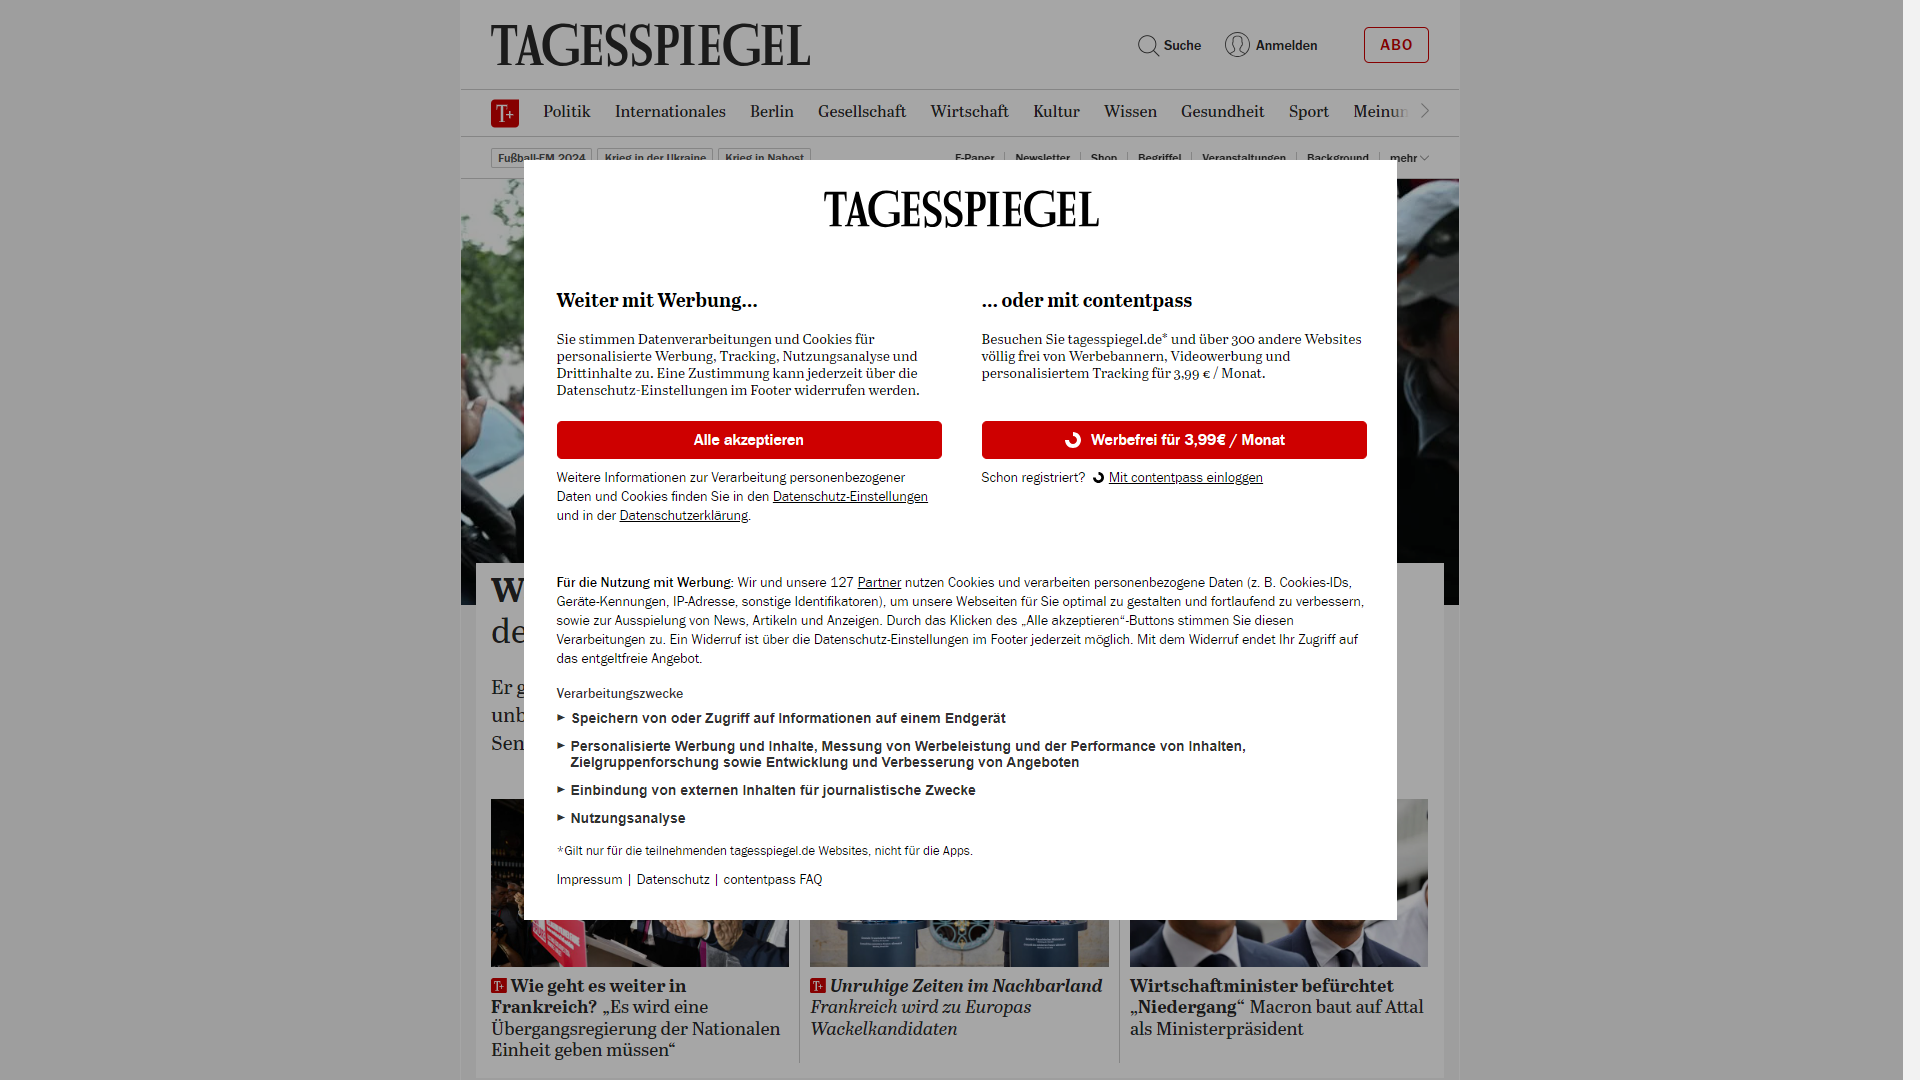 TAGESSPIEGEL
Suche
Anmelden
ABO
T+
Politik
Internationales
Berlin
Gesellschaft
Wirtschaft
Kultur
Wissen
Gesundheit
Sport
Meinun
Fußball-EM 2024
Krieg in der Ukraine
Krieg in Nahost
E-Paper
Newsletter
Shop
Begriffel
Veranstaltungen
Background
mehr
TAGESSPIEGEL
Weiter mit Werbung...
Sie stimmen Datenverarbeitungen und Cookies für
personalisierte Werbung, Tracking, Nutzungsanalyse und
Drittinhalte zu. Eine Zustimmung kann jederzeit über die
Datenschutz-Einstellungen im Footer widerrufen werden.
Alle akzeptieren
Weitere Informationen zur Verarbeitung personenbezogener
Daten und Cookies finden Sie in den Datenschutz-Einstellungen
und in der Datenschutzerklärung.
... oder mit contentpass
Besuchen Sie tagesspiegel.de* und über 300 andere Websites
völlig frei von Werbebannern, Videowerbung und
personalisiertem Tracking für 3,99 € / Monat.
Werbefrei für 3,99€ / Monat
Schon registriert? Mit contentpass einloggen
Für die Nutzung mit Werbung: Wir und unsere 127 Partner nutzen Cookies und verarbeiten personenbezogene Daten (z. B. Cookies-IDs,
Geräte-Kennungen, IP-Adresse, sonstige Identifikatoren), um unsere Webseiten für Sie optimal zu gestalten und fortlaufend zu verbessern,
sowie zur Ausspielung von News, Artikeln und Anzeigen. Durch das Klicken des „Alle akzeptieren“-Buttons stimmen Sie diesen
Verarbeitungen zu. Ein Widerruf ist über die Datenschutz-Einstellungen im Footer jederzeit möglich. Mit dem Widerruf endet Ihr Zugriff auf
das entgeltfreie Angebot.
Verarbeitungszwecke
Speichern von oder Zugriff auf Informationen auf einem Endgerät
Personalisierte Werbung und Inhalte, Messung von Werbeleistung und der Performance von Inhalten,
Zielgruppenforschung sowie Entwicklung und Verbesserung von Angeboten
Einbindung von externen Inhalten für journalistische Zwecke
Nutzungsanalyse
*Gilt nur für die teilnehmenden tagesspiegel.de Websites, nicht für die Apps.
Impressum | Datenschutz | contentpass FAQ
W
de
Er g
unb
Sen
T+ Wie geht es weiter in
Frankreich? „Es wird eine
Übergangsregierung der Nationalen
Einheit geben müssen“
T+ Unruhige Zeiten im Nachbarland
Frankreich wird zu Europas
Wackelkandidaten
Wirtschaftminister befürchtet
„Niedergang“ Macron baut auf Attal
als Ministerpräsident